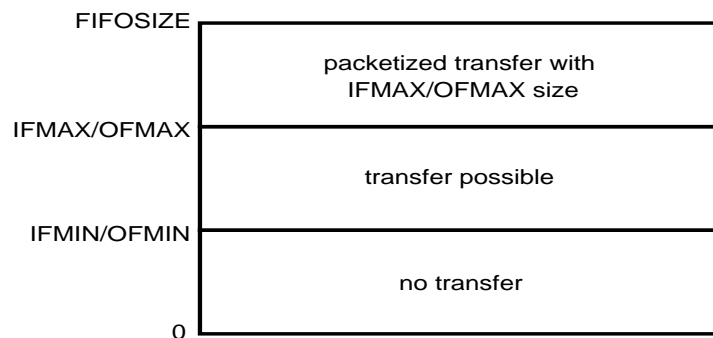 FIFOSIZE
packetized transfer with
IFMAX/OFMAX size
IFMAX/OFMAX
transfer possible
IFMIN/OFMIN
no transfer
0